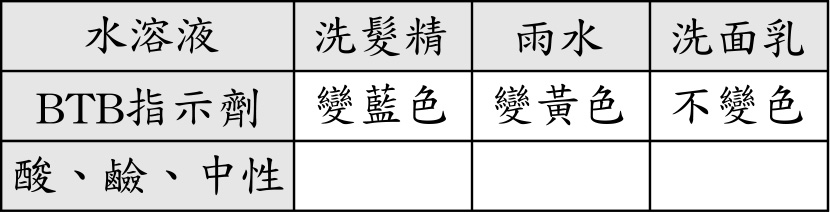 水溶液 洗髮精 雨水 洗面乳
BTB指示劑 變藍色 變黃色 不變色
酸、鹼、中性